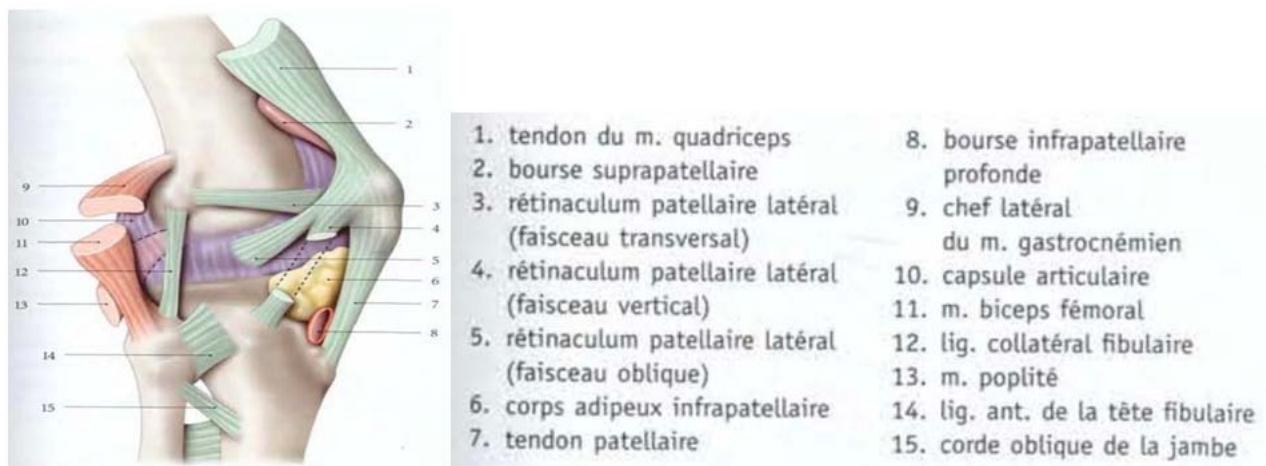 1
2
3
4
5
6
7
8
9
10
11
12
13
14
15
1. tendon du m. quadriceps
2. bourse suprapatellaire
3. rétinaculum patellaire latéral
(faisceau transversal)
4. rétinaculum patellaire latéral
(faisceau vertical)
5. rétinaculum patellaire latéral
(faisceau oblique)
6. corps adipeux infrapatellaire
7. tendon patellaire
8. bourse infrapatellaire
profonde
9. chef latéral
du m. gastrocnémien
10. capsule articulaire
11. m. biceps fémoral
12. lig. collatéral fibulaire
13. m. poplité
14. lig. ant. de la tête fibulaire
15. corde oblique de la jambe